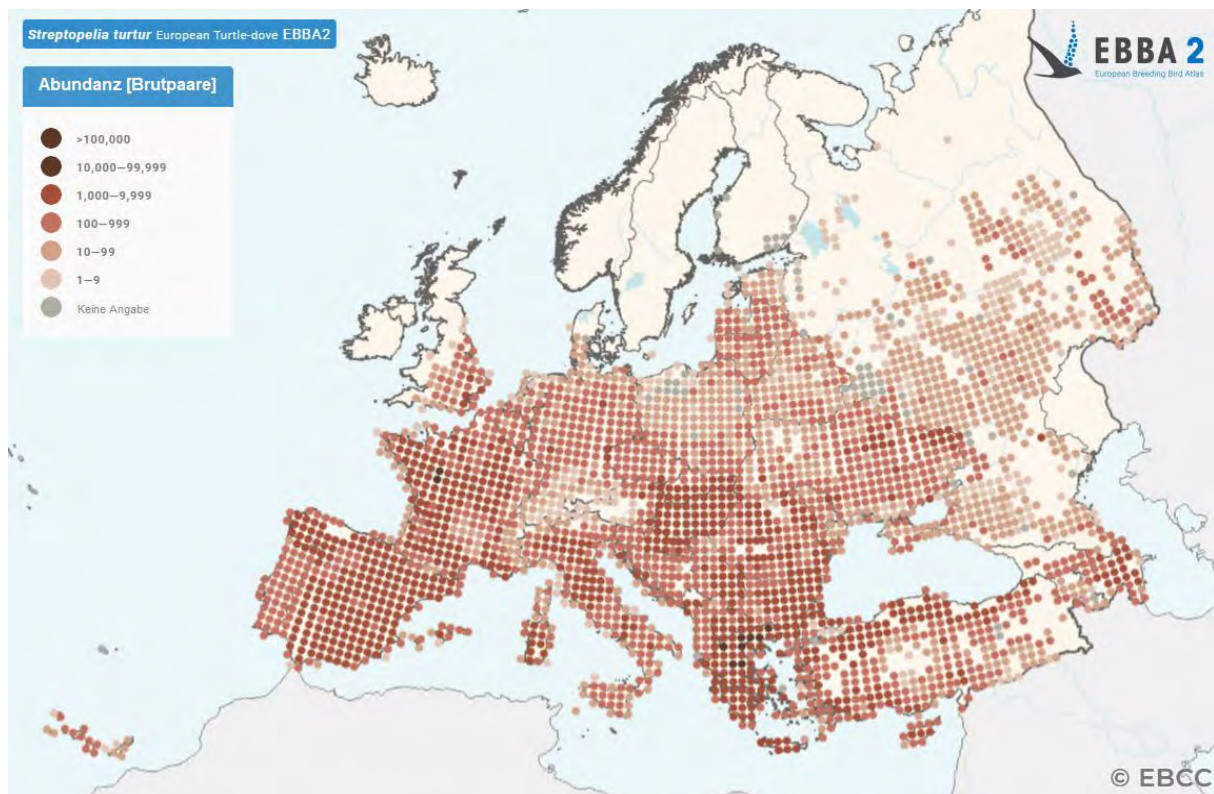 Streptopelia turtur European Turtle-dove EBBA2
Abundanz [Brutpaare]
>100,000
10,000–99,999
1,000–9,999
100–999
10–99
1–9
Keine Angabe
EBBA 2
European Breeding Bird Atlas
© EBCC